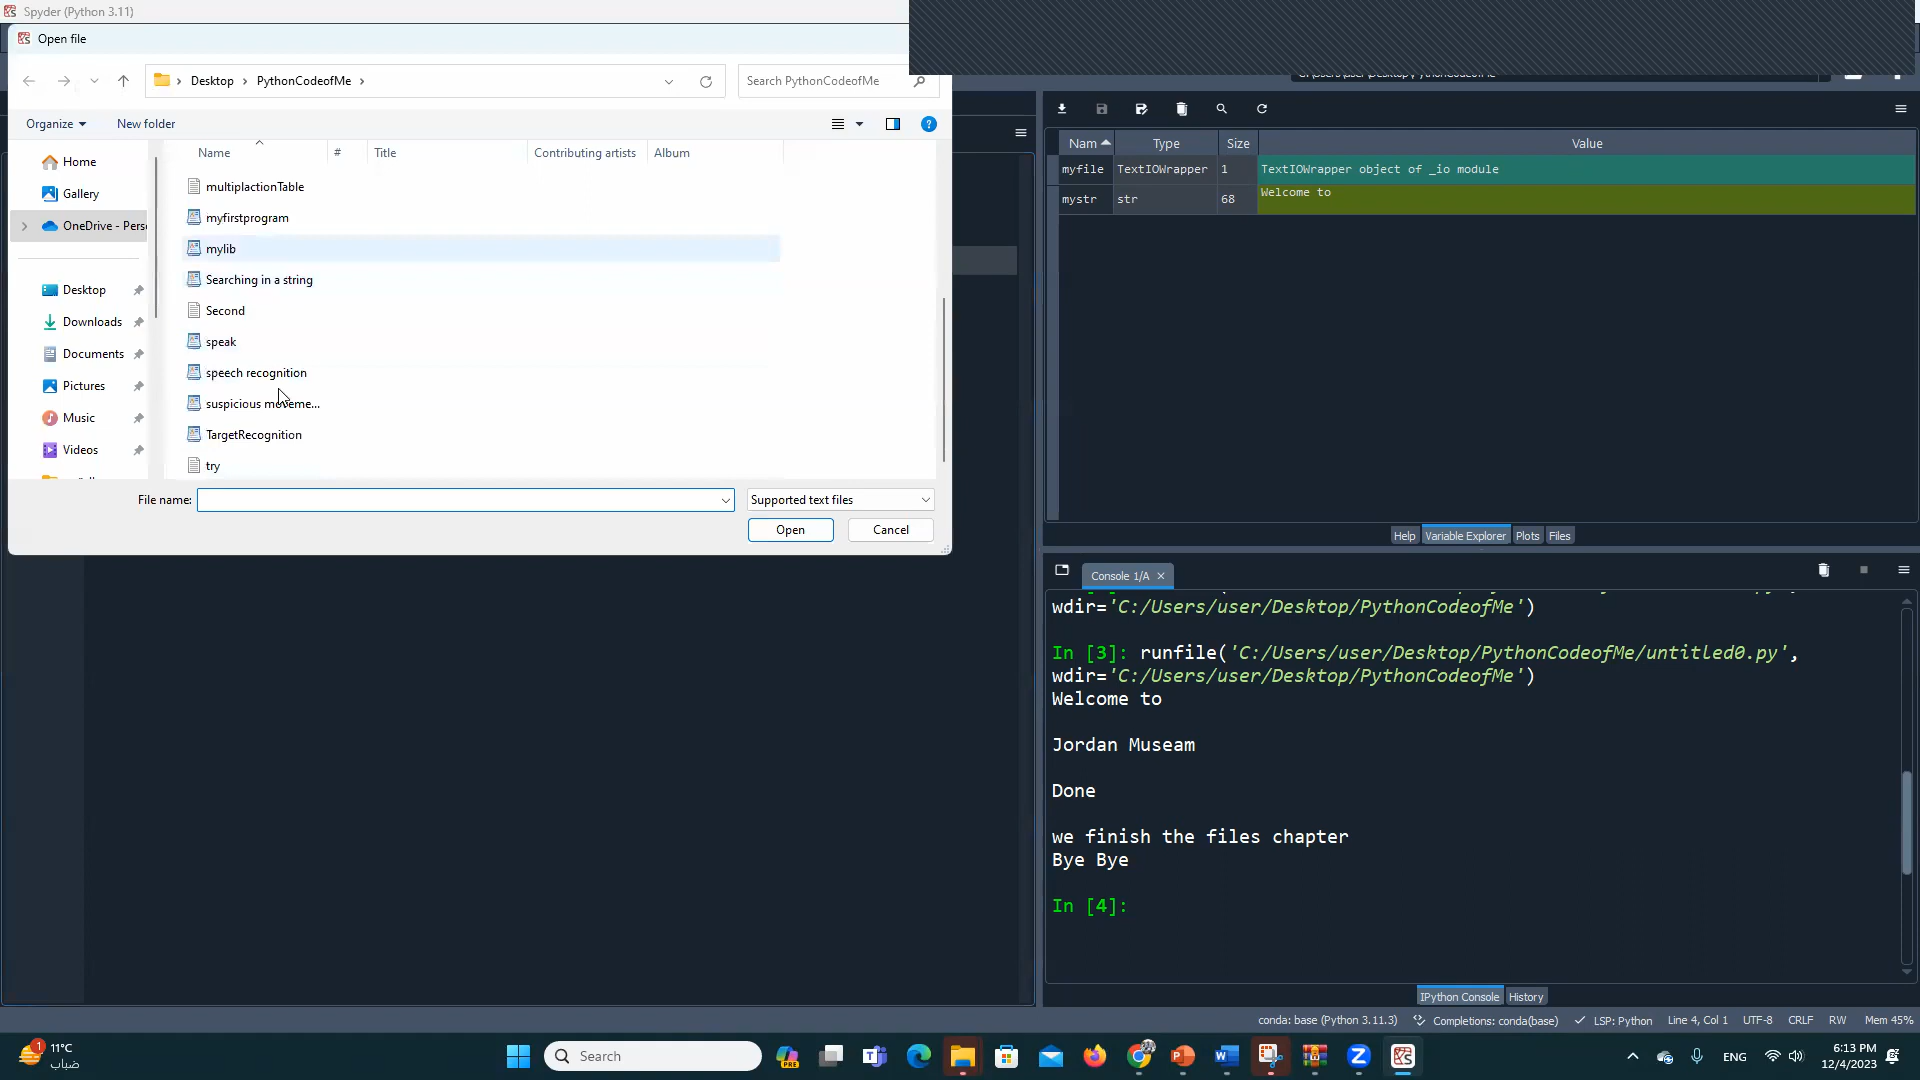 Spyder (Python 3.11)
Open file
Desktop
PythonCodeofMe
Search PythonCodeofMe
Organize
New folder
Name
#
Title
Contributing artists
Album
Home
Gallery
OneDrive - Pers
Desktop
Downloads
Documents
Pictures
Music
Videos
multiplactionTable
myfirstprogram
mylib
Searching in a string
Second
speak
speech recognition
suspicious moveme...
TargetRecognition
try
File name:
Supported text files
Open
Cancel
Nam
Type
Size
Value
myfile TextIOWrapper 1 TextIOWrapper object of _io module
mystr str 68 Welcome to
Help
Variable Explorer
Plots
Files
Console 1/A
wdir='C:/Users/user/Desktop/PythonCodeofMe')
In [3]: runfile('C:/Users/user/Desktop/PythonCodeofMe/untitled0.py',
wdir='C:/Users/user/Desktop/PythonCodeofMe')
Welcome to
Jordan Museam
Done
we finish the files chapter
Bye Bye
In [4]:
IPython Console
History
conda: base (Python 3.11.3)
Completions: conda(base)
LSP: Python
Line 4, Col 1
UTF-8
CRLF
RW
Mem 45%
1
11°C
ضباب
Search
PRE
ENG
6:13 PM
12/4/2023